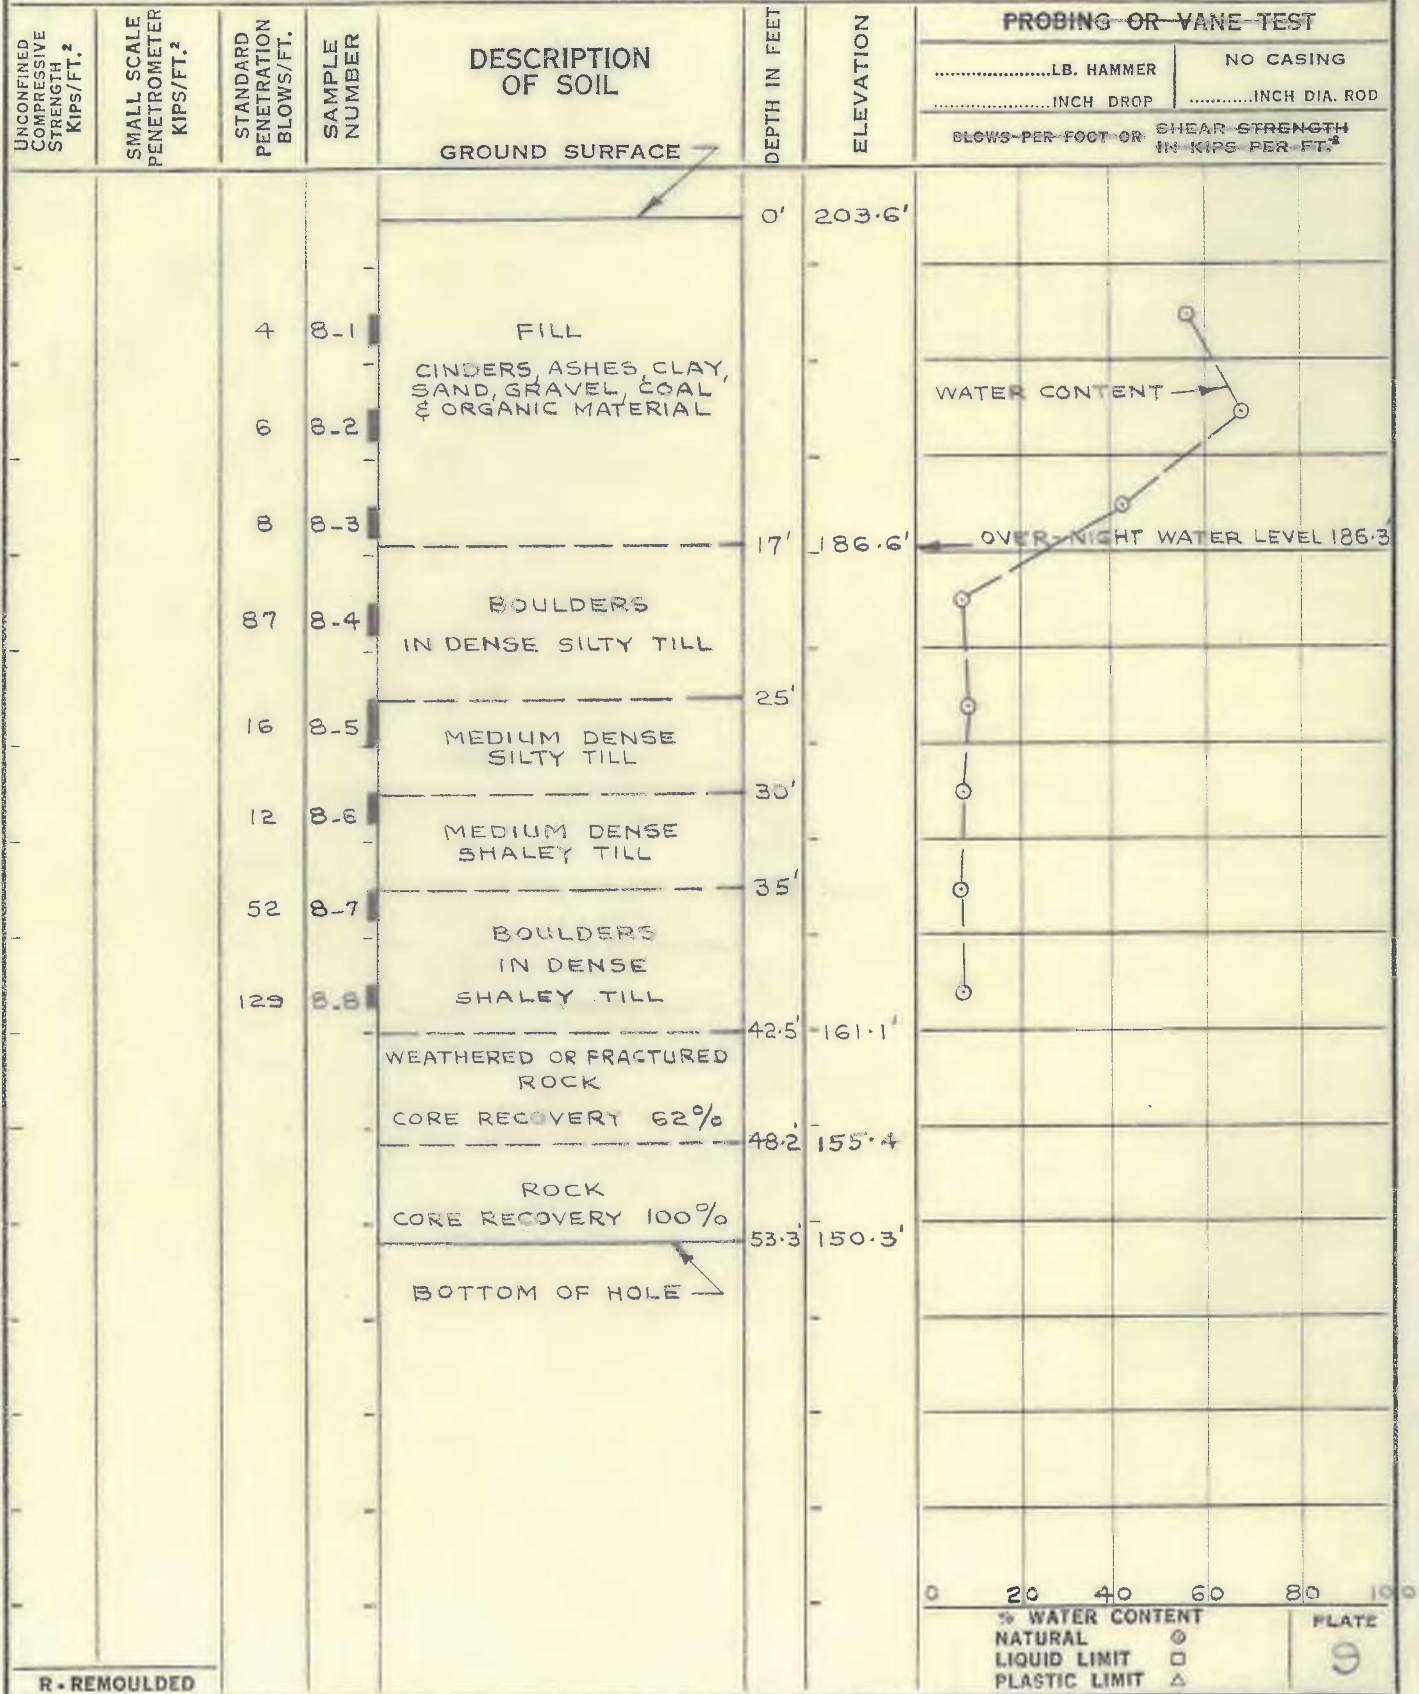 UNCONFINED
COMPRESSIVE
STRENGTH
KIPS/FT.²
SMALL SCALE
PENETROMETER
KIPS/FT.²
STANDARD
PENETRATION
BLOWS/FT.
SAMPLE
NUMBER
DESCRIPTION
OF SOIL
GROUND SURFACE
DEPTH IN FEET
ELEVATION
PROBING OR VANE TEST
....................LB. HAMMER
....................INCH DROP
NO CASING
...........INCH DIA. ROD
BLOWS PER FOOT OR SHEAR STRENGTH
IN KIPS PER FT.²
0' 203.6'
4 8-1 FILL
CINDERS, ASHES, CLAY,
SAND, GRAVEL, COAL
& ORGANIC MATERIAL
WATER CONTENT
6 8-2
8 8-3
17' 186.6' OVER-NIGHT WATER LEVEL 186.3'
87 8-4 BOULDERS
IN DENSE SILTY TILL
25'
16 8-5 MEDIUM DENSE
SILTY TILL
30'
12 8-6 MEDIUM DENSE
SHALEY TILL
35'
52 8-7 BOULDERS
IN DENSE
129 8-8 SHALEY TILL
42.5' 161.1'
WEATHERED OR FRACTURED
ROCK
CORE RECOVERY 62%
48.2' 155.4
ROCK
CORE RECOVERY 100%
53.3' 150.3'
BOTTOM OF HOLE
0 20 40 60 80 100
% WATER CONTENT
NATURAL ⊙
LIQUID LIMIT □
PLASTIC LIMIT △
PLATE
9
R - REMOULDED